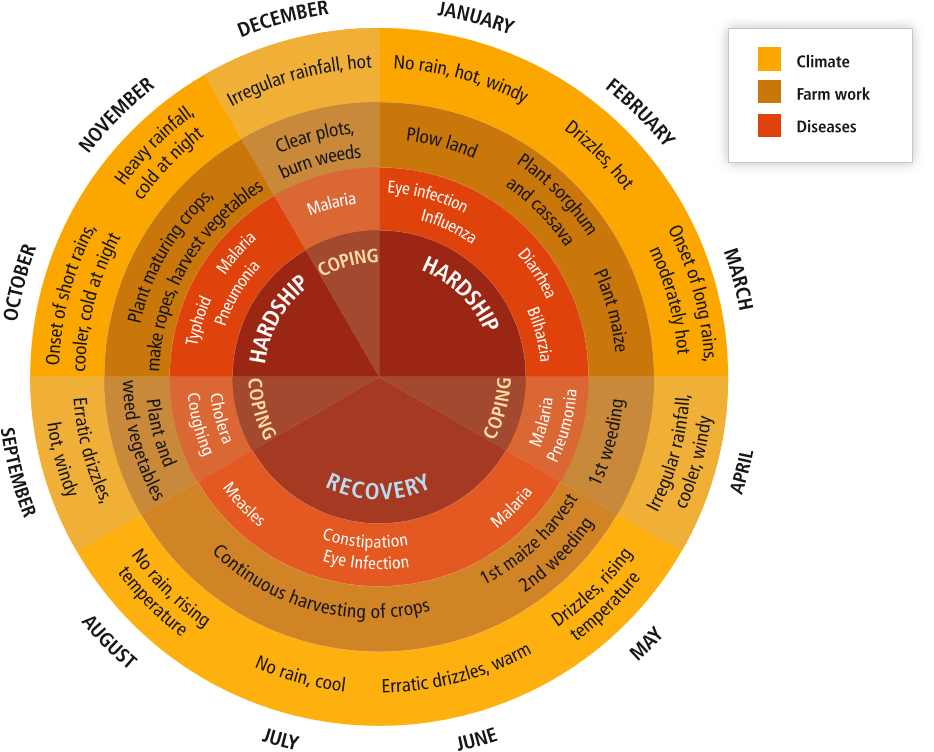 JANUARY
FEBRUARY
MARCH
APRIL
MAY
JUNE
JULY
AUGUST
SEPTEMBER
OCTOBER
NOVEMBER
DECEMBER
Climate
Farm work
Diseases
No rain, hot, windy
Drizzles, hot
Onset of long rains,
moderately hot
Irregular rainfall,
cooler, windy
Drizzles, rising
temperature
Erratic drizzles, warm
No rain, cool
No rain, rising
temperature
Erratic drizzles,
hot, windy
Onset of short rains,
cooler, cold at night
Heavy rainfall,
cold at night
Irregular rainfall, hot
Plow land
Plant sorghum
and cassava
Plant maize
1st weeding
1st maize harvest
2nd weeding
Continuous harvesting of crops
Plant and
weed vegetables
Plant maturing crops,
make ropes, harvest vegetables
Clear plots,
burn weeds
Eye infection
Influenza
Diarrhea
Bilharzia
Malaria
Pneumonia
Malaria
Constipation
Eye Infection
Measles
Cholera
Coughing
Typhoid
Pneumonia
Malaria
Malaria
HARDSHIP
COPING
RECOVERY
COPING
HARDSHIP
COPING